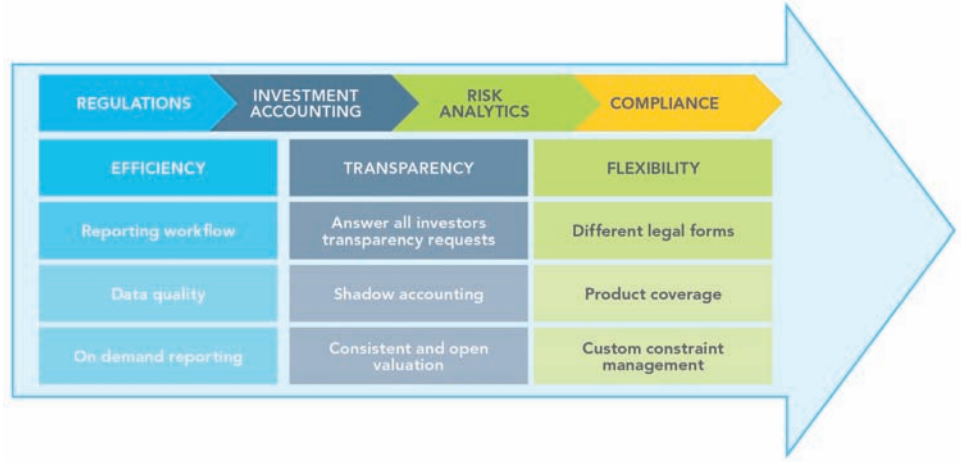 REGULATIONS
INVESTMENT
ACCOUNTING
RISK
ANALYTICS
COMPLIANCE
EFFICIENCY
TRANSPARENCY
FLEXIBILITY
Reporting workflow
Answer all investors
transparency requests
Different legal forms
Data quality
Shadow accounting
Product coverage
On demand reporting
Consistent and open
valuation
Custom constraint
management